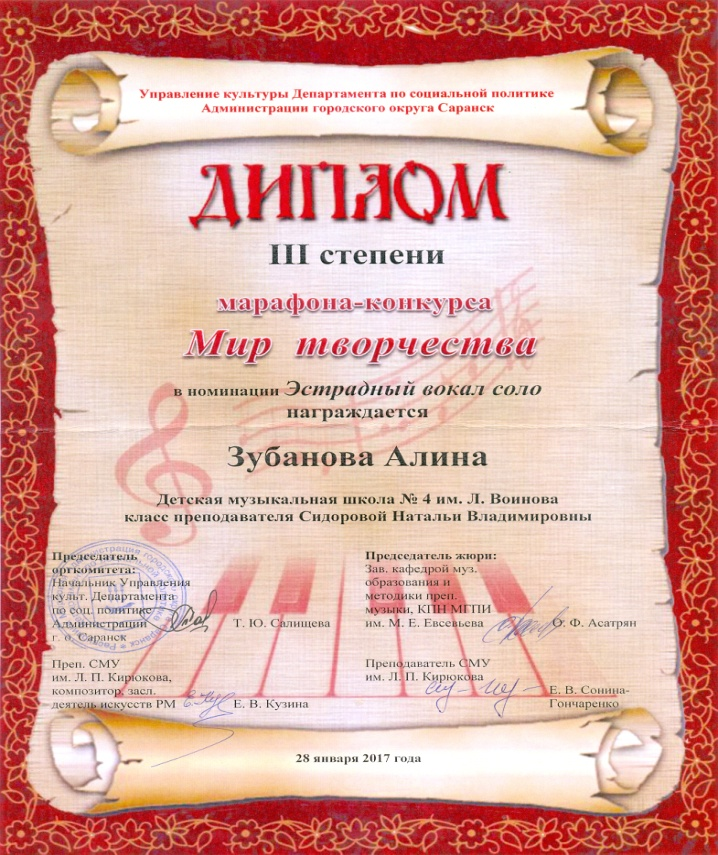 Управление культуры Департамента по социальной политике
Администрации городского округа Саранск
ДИПЛОМ
III степени
марафона-конкурса
Мир творчества
в номинации Эстрадный вокал соло
награждается
Зубанова Алина
Детская музыкальная школа № 4 им. Л. Воинова
класс преподавателя Сидоровой Натальи Владимировны
Председатель
оргкомитета:
Начальник Управления
культ. Департамента
по соц. политике
Администраций
г. о. Саранск
Т. Ю. Салищева
Председатель жюри:
Зав. кафедрой муз.
образования и
методики преп.
музыки, КПН МГПИ
им. М. Е. Евсевьева
О. Ф. Асатрян
Преп. СМУ
им. Л. П. Кирюкова,
композитор, засл.
деятель искусств РМ
Е. В. Кузина
Преподаватель СМУ
им. Л. П. Кирюкова
Е. В. Сонина-
Гончаренко
28 января 2017 года